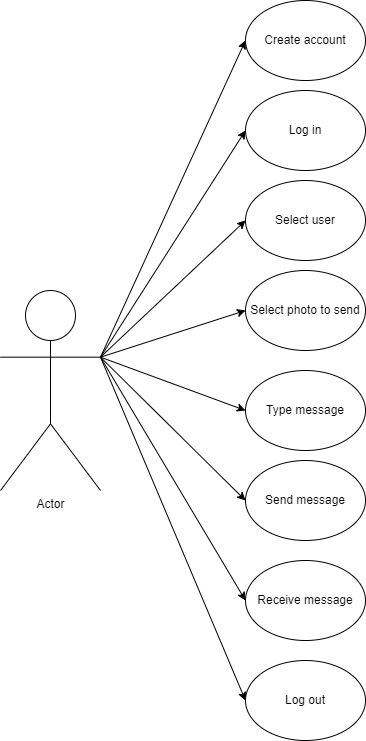 Create account
Log in
Select user
Select photo to send
Type message
Send message
Actor
Receive message
Log out